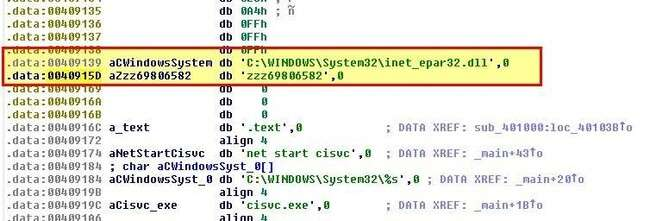 .data:00409135 db 0A4h ; ñ
.data:00409136 db 0FFh
.data:00409137 db 0FFh
.data:00409138 db 0FFh
.data:00409139 aCWindowsSystem db 'C:\WINDOWS\System32\inet_epar32.dll',0
.data:0040915D aZzz69806582 db 'zzz69806582',0
.data:00409169 db 0
.data:0040916A db 0
.data:0040916B db 0
.data:0040916C a_text db '.text',0 ; DATA XREF: sub_401000:loc_40103B↑o
.data:00409172 align 4
.data:00409174 aNetStartCisvc db 'net start cisvc',0 ; DATA XREF: _main+43↑o
.data:00409184 ; char aCWindowsSyst_0[]
.data:00409184 aCWindowsSyst_0 db 'C:\WINDOWS\System32\%s',0 ; DATA XREF: _main+20↑o
.data:0040919B align 4
.data:0040919C aCisvc_exe db 'cisvc.exe',0 ; DATA XREF: _main+1B↑o
.data:004091A6 align 4